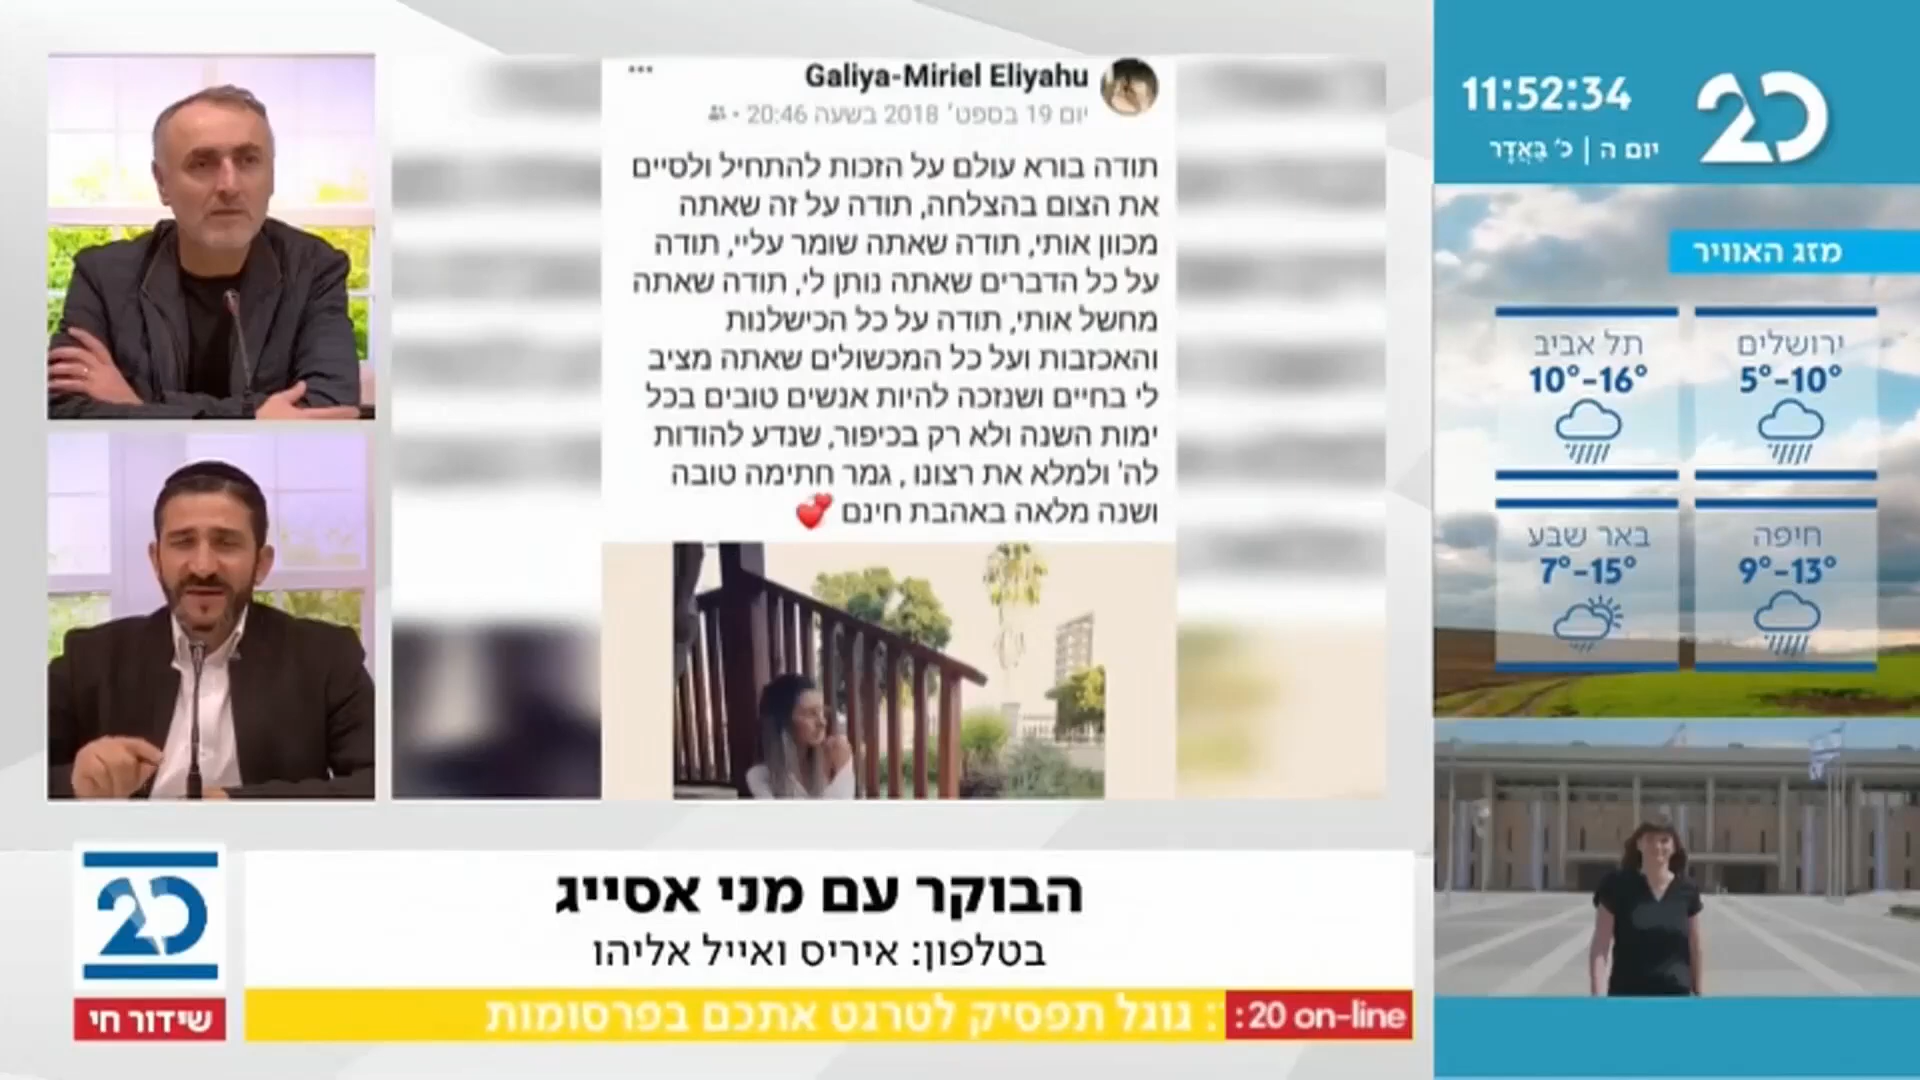 Galiya-Miriel Eliyahu
יום 19 בספט׳ 2018 בשעה 20:46
תודה בורא עולם על הזכות להתחיל ולסיים
את הצום בהצלחה, תודה על זה שאתה
מכוון אותי, תודה שאתה שומר עליי, תודה
על כל הדברים שאתה נותן לי, תודה שאתה
מחשל אותי, תודה על כל הכישלנות
והאכזבות ועל כל המכשולים שאתה מציב
לי בחיים ושנזכה להיות אנשים טובים בכל
ימות השנה ולא רק בכיפור, שנדע להודות
לה' ולמלא את רצונו , גמר חתימה טובה
ושנה מלאה באהבת חינם 💕
הבוקר עם מני אסייג
בטלפון: איריס ואייל אליהו
20 on-line :
: גוגל תפסיק לטרגט אתכם בפרסומות
20
שידור חי
20
11:52:34
יום ה | כ׳ בַּאֲדָר
מזג האוויר
ירושלים
5°-10°
תל אביב
10°-16°
חיפה
9°-13°
באר שבע
7°-15°